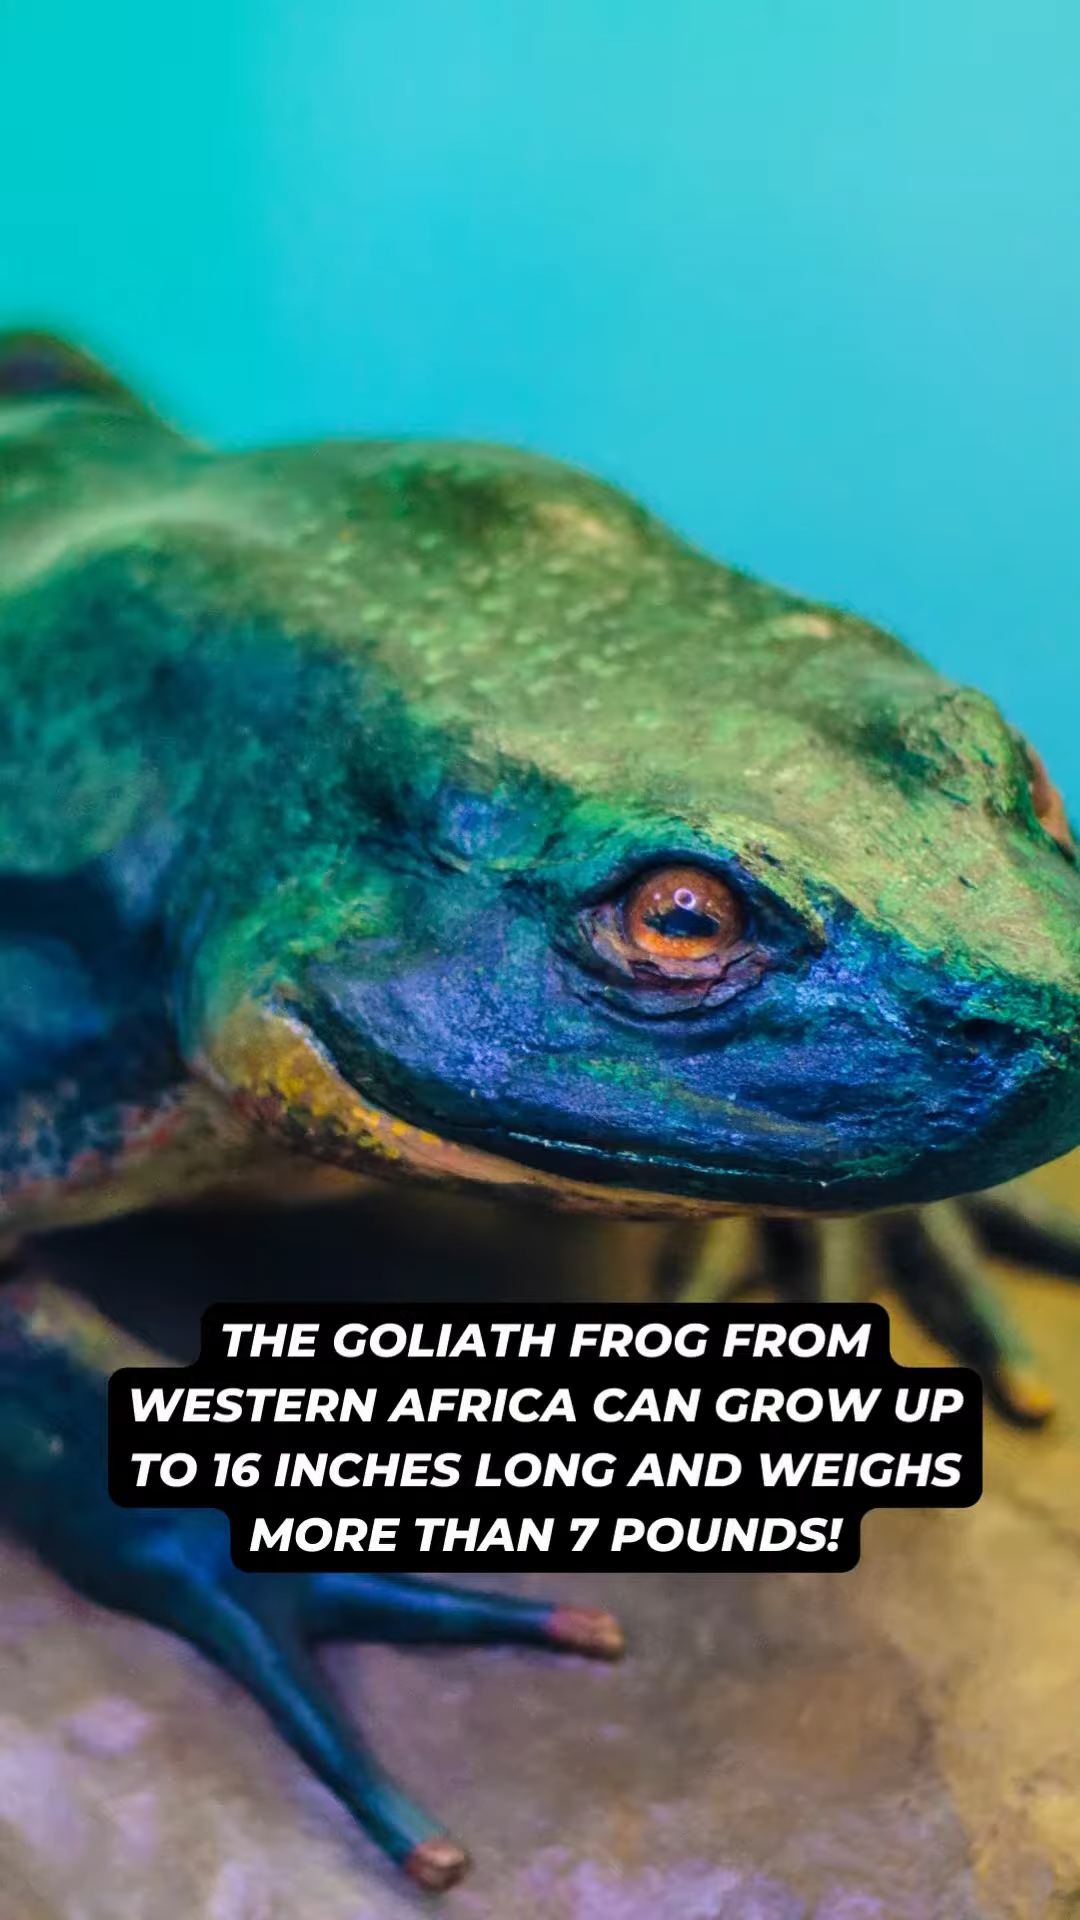 THE GOLIATH FROG FROM
WESTERN AFRICA CAN GROW UP
TO 16 INCHES LONG AND WEIGHS
MORE THAN 7 POUNDS!